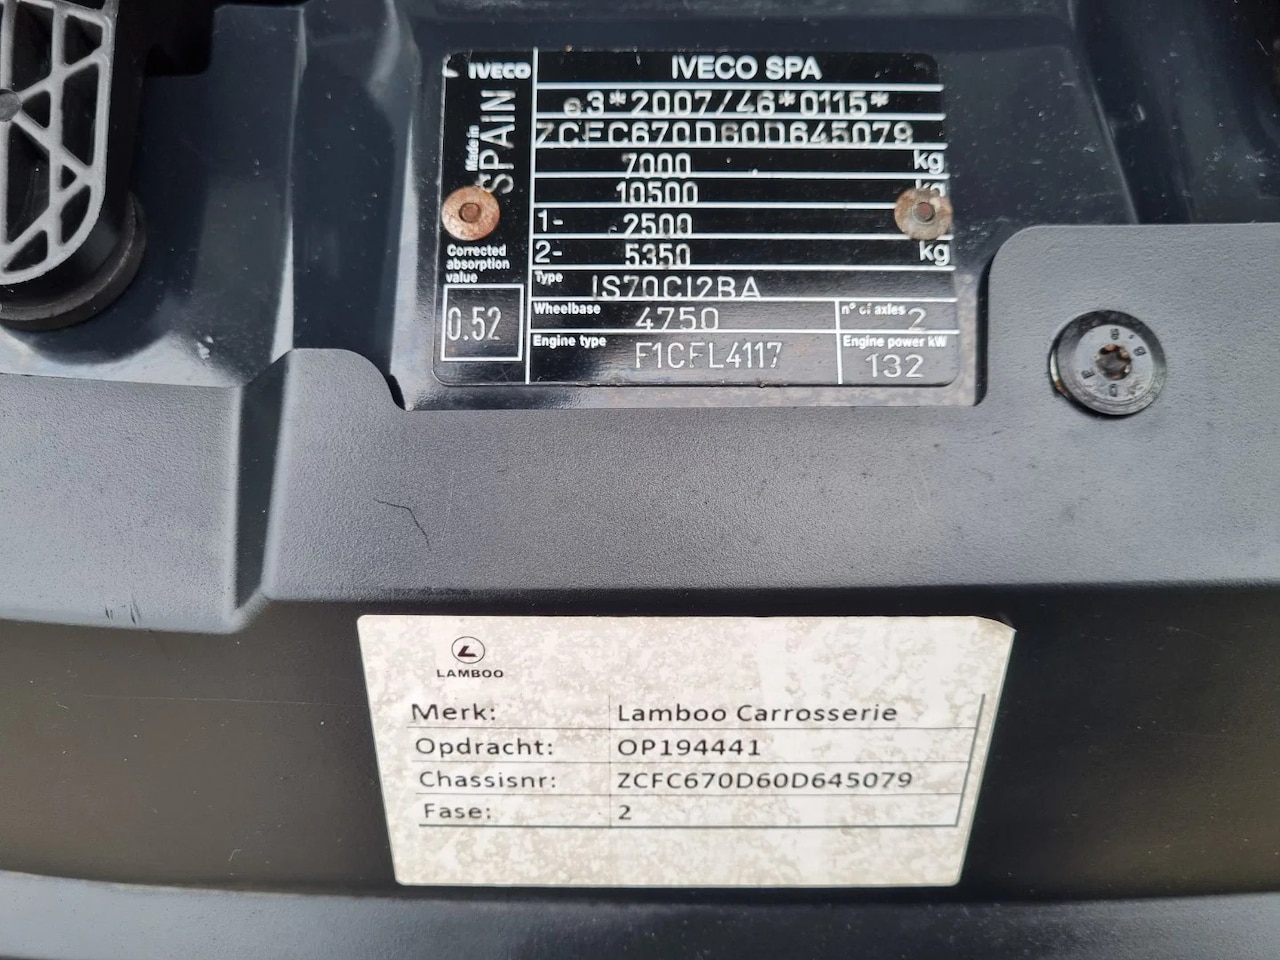 IVECO
IVECO SPA
Made in
SPAIN
e3*2007/46*0115*
ZCFC670D60D645079
7000 kg
10500 kg
1- 2500
2- 5350 kg
Corrected
absorption
value
0.52
Type IS70CI2BA
Wheelbase 4750 n° of axles 2
Engine type F1CFL4117 Engine power kW 132
LAMBOO
Merk: Lamboo Carrosserie
Opdracht: OP194441
Chassisnr: ZCFC670D60D645079
Fase: 2